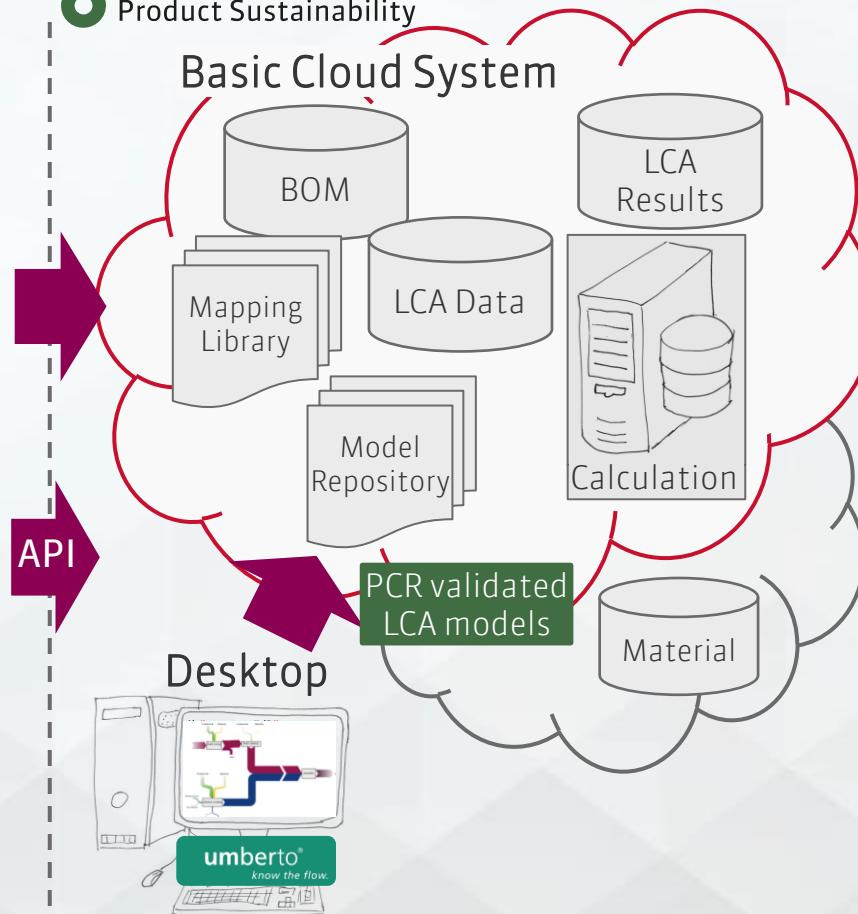 Product Sustainability
Basic Cloud System
BOM
LCA
Results
Mapping
Library
LCA Data
Model
Repository
Calculation
API
PCR validated
LCA models
Material
Desktop
umberto®
know the flow.